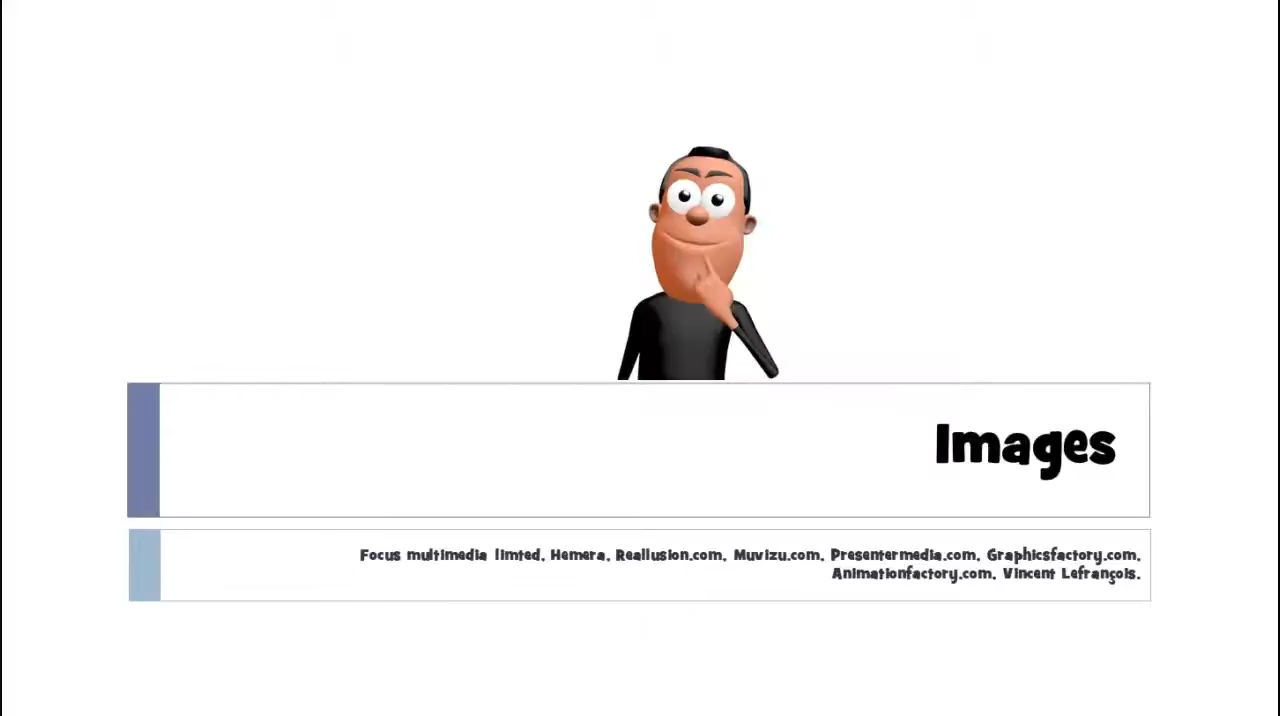 Images
Focus multimedia limted, Hemera, Reallusion.com, Muvizu.com, Presentermedia.com, Graphicsfactory.com,
Animationfactory.com, Vincent Lefrançois.